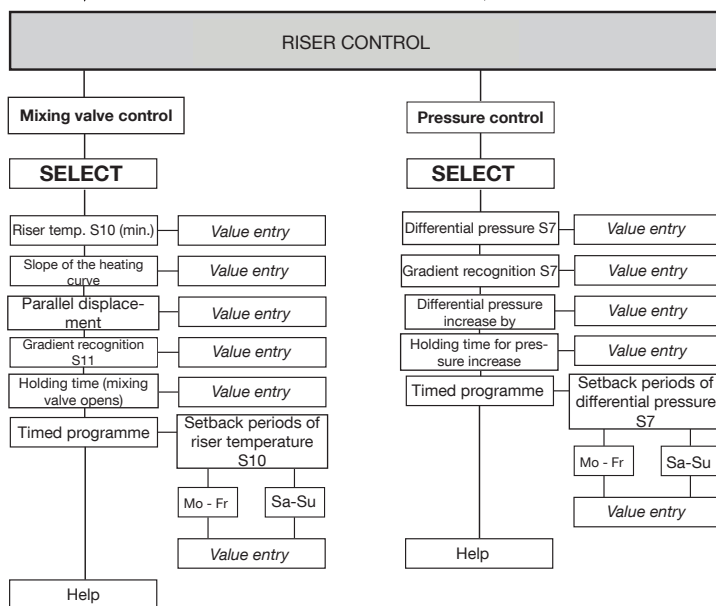 RISER CONTROL
Mixing valve control
SELECT
Riser temp. S10 (min.)
Value entry
Slope of the heating
curve
Value entry
Parallel displace-
ment
Value entry
Gradient recognition
S11
Value entry
Holding time (mixing
valve opens)
Value entry
Timed programme
Setback periods of
riser temperature
S10
Mo - Fr
Sa-Su
Value entry
Help
Pressure control
SELECT
Differential pressure S7
Value entry
Gradient recognition S7
Value entry
Differential pressure
increase by
Value entry
Holding time for pres-
sure increase
Value entry
Timed programme
Setback periods of
differential pressure
S7
Mo - Fr
Sa-Su
Value entry
Help